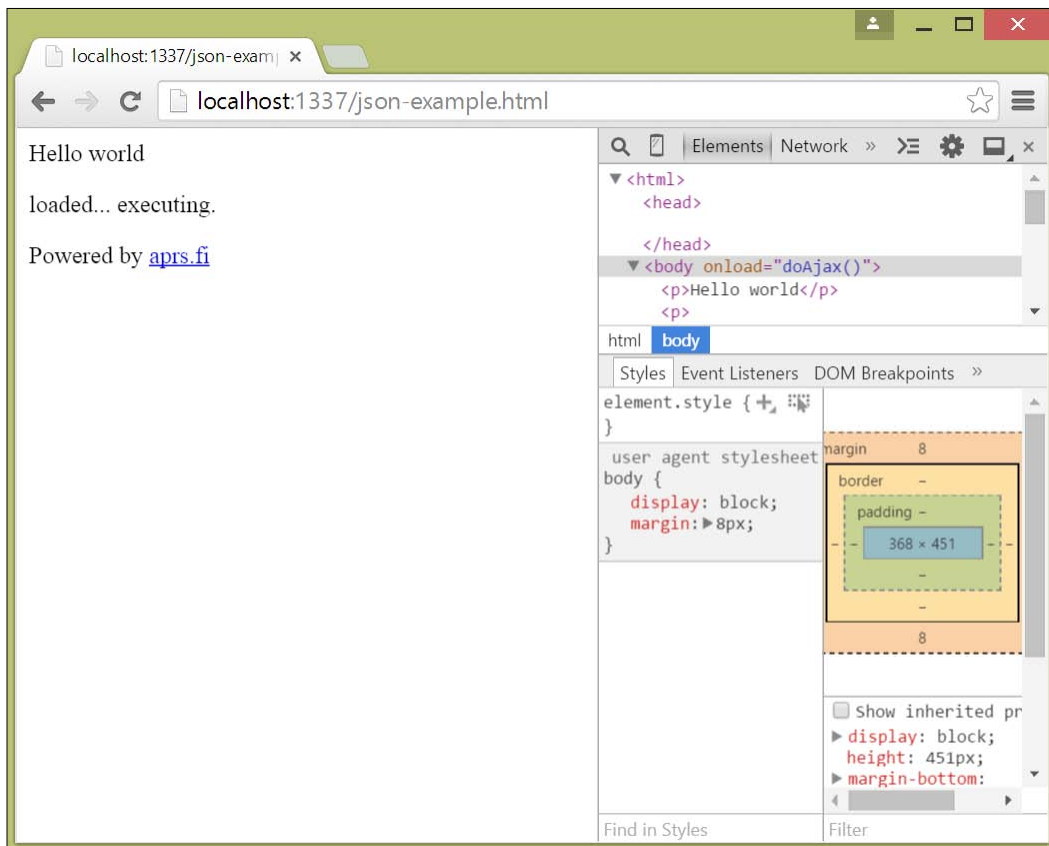 localhost:1337/json-exam
localhost:1337/json-example.html
Hello world
loaded... executing.
Powered by aprs.fi
Elements Network »
<html>
<head>
</head>
<body onload="doAjax()">
<p>Hello world</p>
<p>
html body
Styles Event Listeners DOM Breakpoints »
element.style {
}
user agent stylesheet
body {
display: block;
margin: 8px;
}
margin 8
border -
padding -
- - 368 × 451 - -
-
-
8
Show inherited pr
display: block;
height: 451px;
margin-bottom:
Find in Styles
Filter